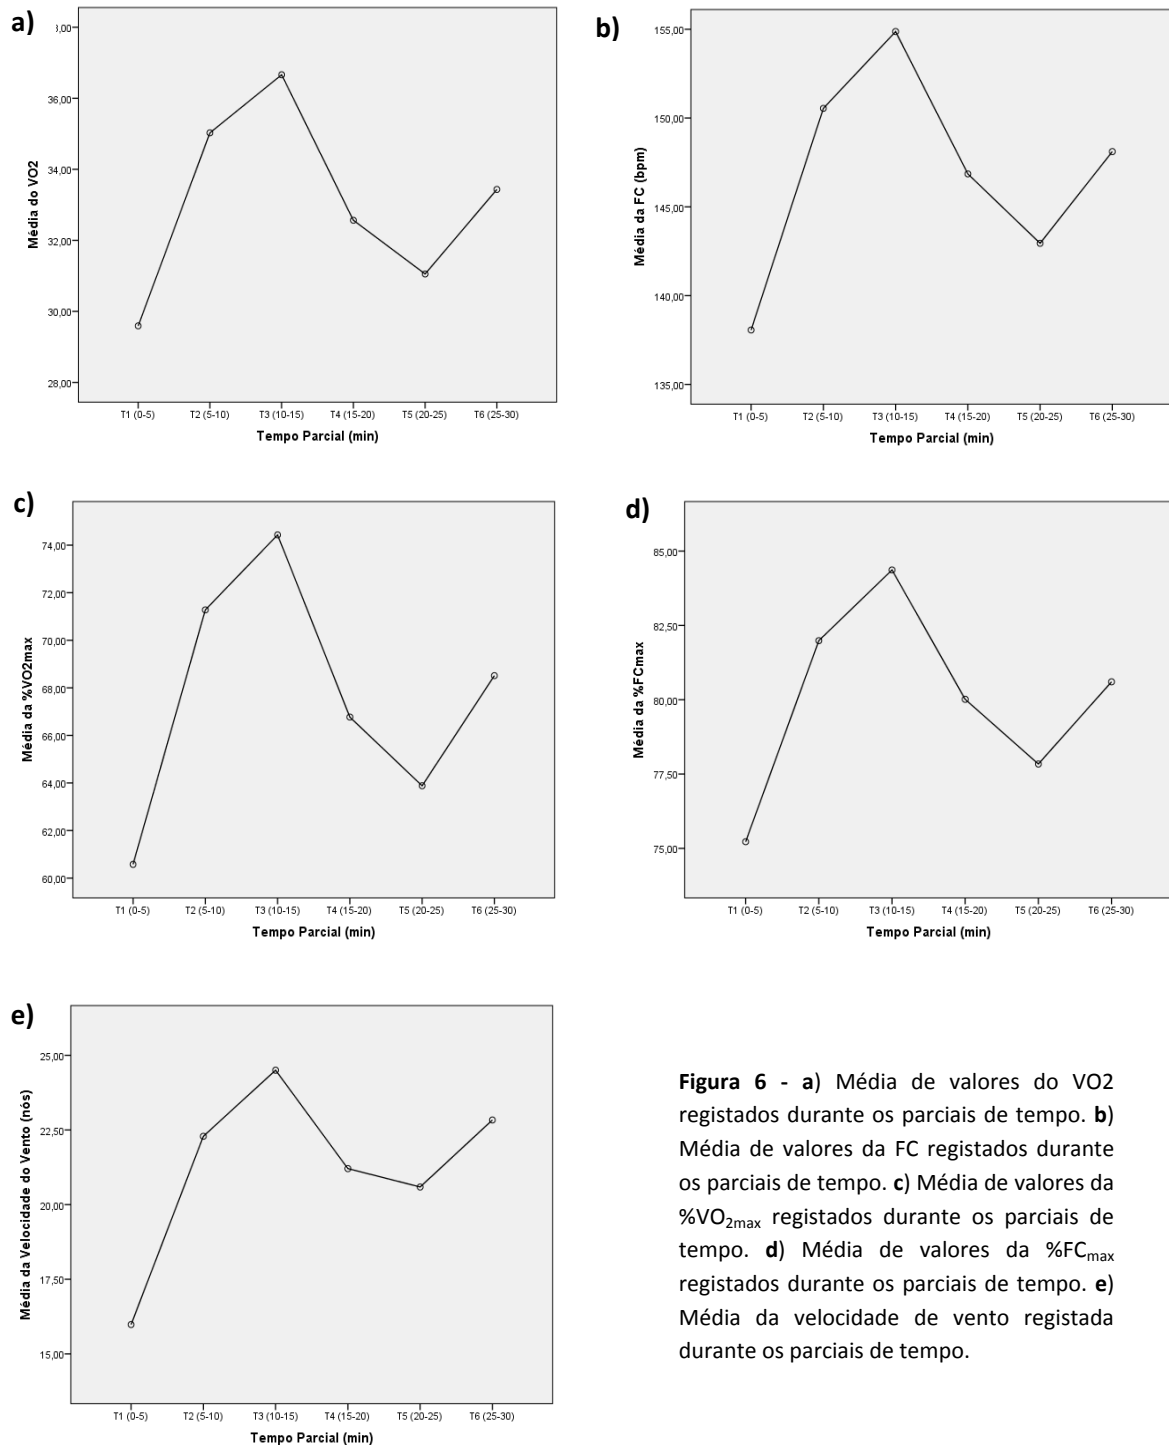 a)
36,00
34,00
32,00
30,00
28,00
Média do VO2
T1 (0-5) T2 (5-10) T3 (10-15) T4 (15-20) T5 (20-25) T6 (25-30)
Tempo Parcial (min)
b)
155,00
150,00
145,00
140,00
135,00
Média da FC (bpm)
T1 (0-5) T2 (5-10) T3 (10-15) T4 (15-20) T5 (20-25) T6 (25-30)
Tempo Parcial (min)
c)
74,00
72,00
70,00
68,00
66,00
64,00
62,00
60,00
Média da %VO2max
T1 (0-5) T2 (5-10) T3 (10-15) T4 (15-20) T5 (20-25) T6 (25-30)
Tempo Parcial (min)
d)
85,00
82,50
80,00
77,50
75,00
Média da %FCmax
T1 (0-5) T2 (5-10) T3 (10-15) T4 (15-20) T5 (20-25) T6 (25-30)
Tempo Parcial (min)
e)
25,00
22,50
20,00
17,50
15,00
Média da Velocidade do Vento (nós)
T1 (0-5) T2 (5-10) T3 (10-15) T4 (15-20) T5 (20-25) T6 (25-30)
Tempo Parcial (min)
Figura 6 - a) Média de valores do VO2
registados durante os parciais de tempo. b)
Média de valores da FC registados durante
os parciais de tempo. c) Média de valores da
%VO2max registados durante os parciais de
tempo. d) Média de valores da %FCmax
registados durante os parciais de tempo. e)
Média da velocidade de vento registada
durante os parciais de tempo.